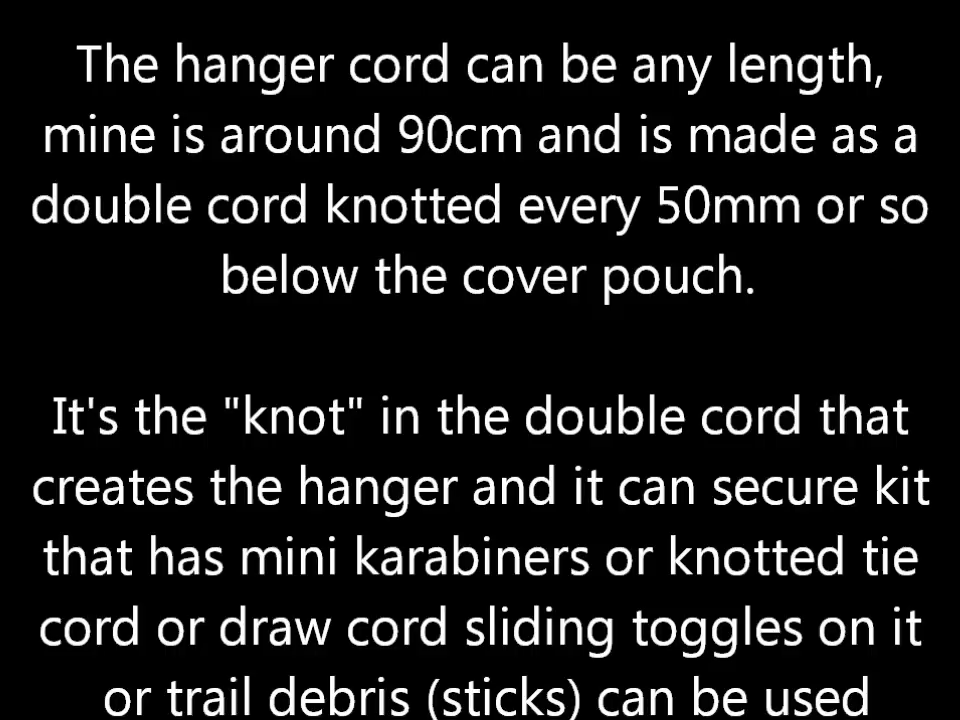 The hanger cord can be any length,
mine is around 90cm and is made as a
double cord knotted every 50mm or so
below the cover pouch.
It's the "knot" in the double cord that
creates the hanger and it can secure kit
that has mini karabiners or knotted tie
cord or draw cord sliding toggles on it
or trail debris (sticks) can be used